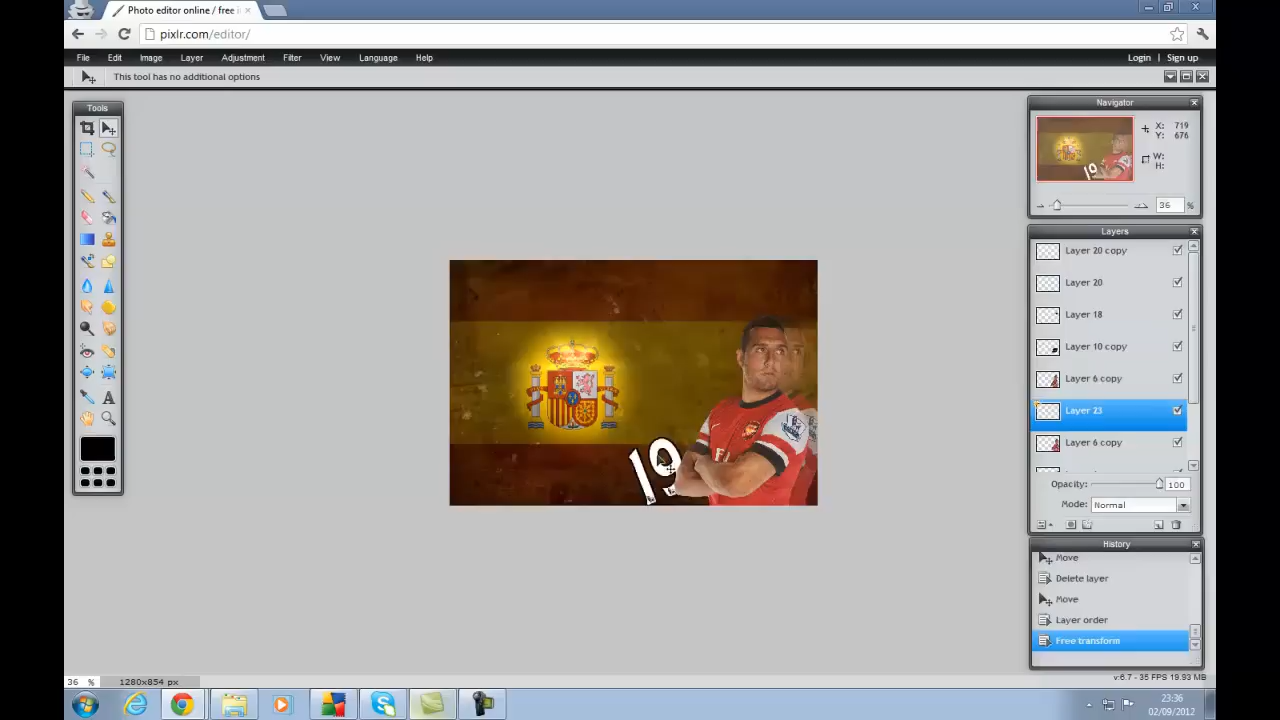 Photo editor online / free i
pixlr.com/editor/
File Edit Image Layer Adjustment Filter View Language Help Login | Sign up
This tool has no additional options
Tools
Navigator
X: 719
Y: 676
W:
H:
36 %
Layers
Layer 20 copy
Layer 20
Layer 18
Layer 10 copy
Layer 6 copy
Layer 23
Layer 6 copy
Opacity: 100
Mode: Normal
19
History
Move
Delete layer
Move
Layer order
Free transform
36 % 1280x854 px
v:6.7 - 35 FPS 19.93 MB
23:36
02/09/2012